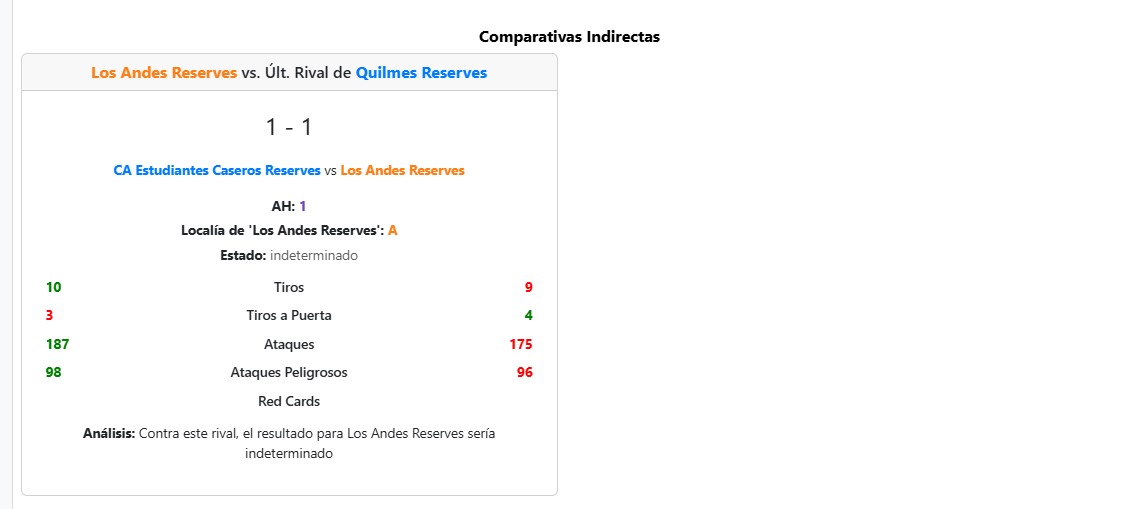 Comparativas Indirectas
Los Andes Reserves vs. Últ. Rival de Quilmes Reserves
1 - 1
CA Estudiantes Caseros Reserves vs Los Andes Reserves
AH: 1
Localía de 'Los Andes Reserves': A
Estado: indeterminado
10 Tiros 9
3 Tiros a Puerta 4
187 Ataques 175
98 Ataques Peligrosos 96
Red Cards
Análisis: Contra este rival, el resultado para Los Andes Reserves sería
indeterminado